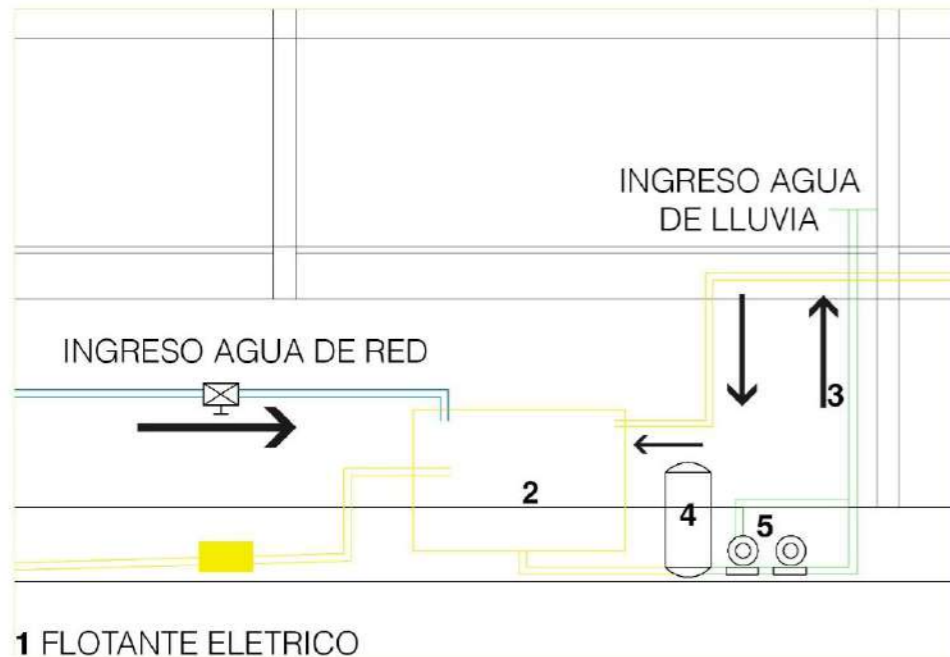 INGRESO AGUA
DE LLUVIA
INGRESO AGUA DE RED
3
2
4
5
1 FLOTANTE ELETRICO